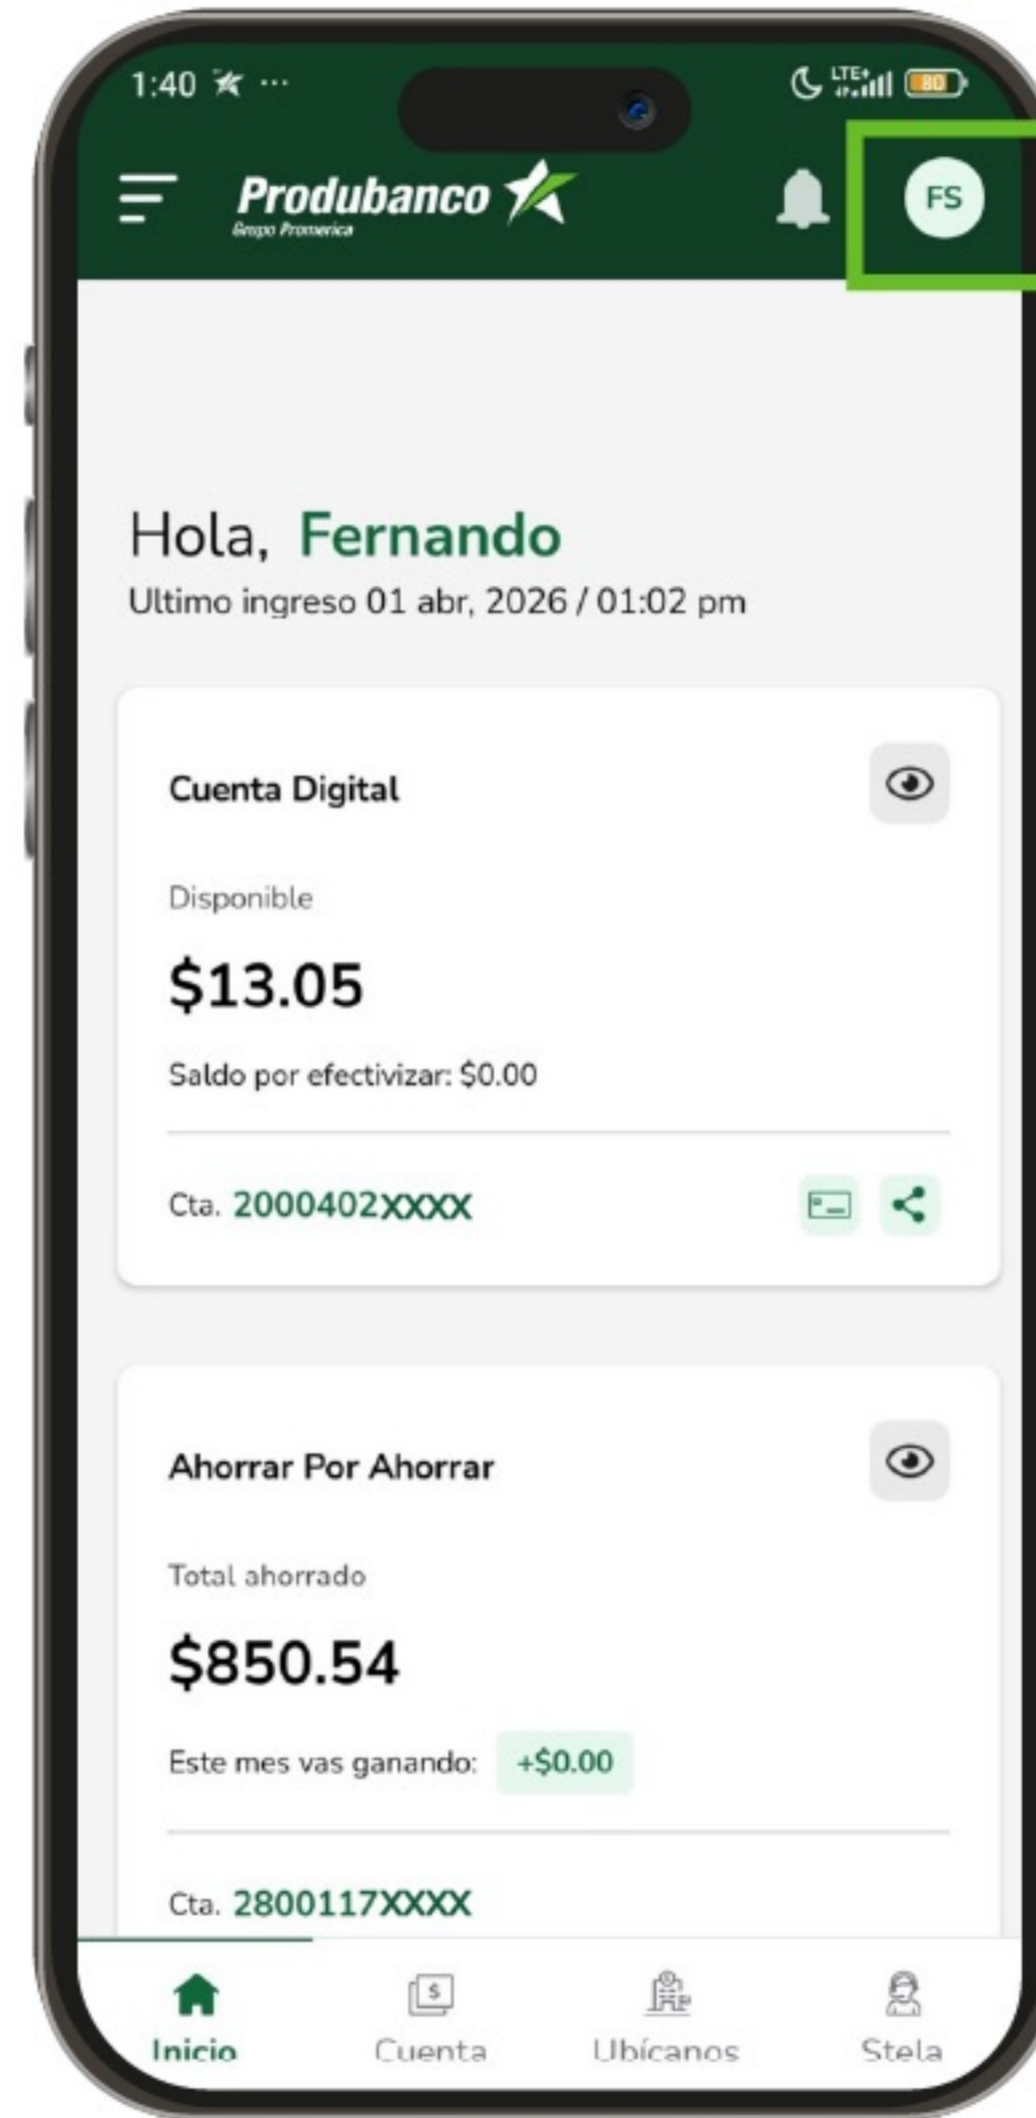 1:40
LTE+
80
Produbanco
Grupo Promerica
FS
Hola, Fernando
Ultimo ingreso 01 abr, 2026 / 01:02 pm
Cuenta Digital
Disponible
$13.05
Saldo por efectivizar: $0.00
Cta. 2000402XXXX
Ahorrar Por Ahorrar
Total ahorrado
$850.54
Este mes vas ganando: +$0.00
Cta. 2800117XXXX
Inicio Cuenta Ubícanos Stela